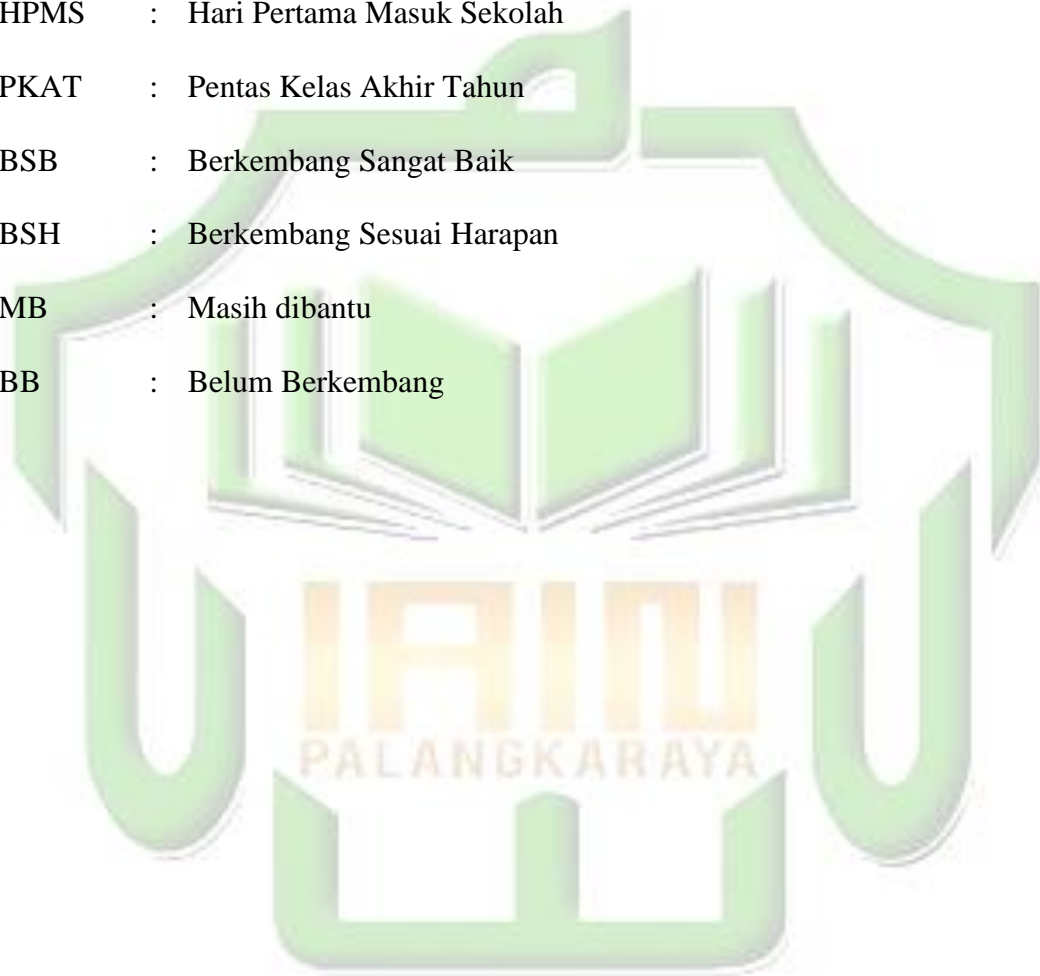 HPMS : Hari Pertama Masuk Sekolah
PKAT : Pentas Kelas Akhir Tahun
BSB : Berkembang Sangat Baik
BSH : Berkembang Sesuai Harapan
MB : Masih dibantu
BB : Belum Berkembang
IAIN
PALANGKARAYA